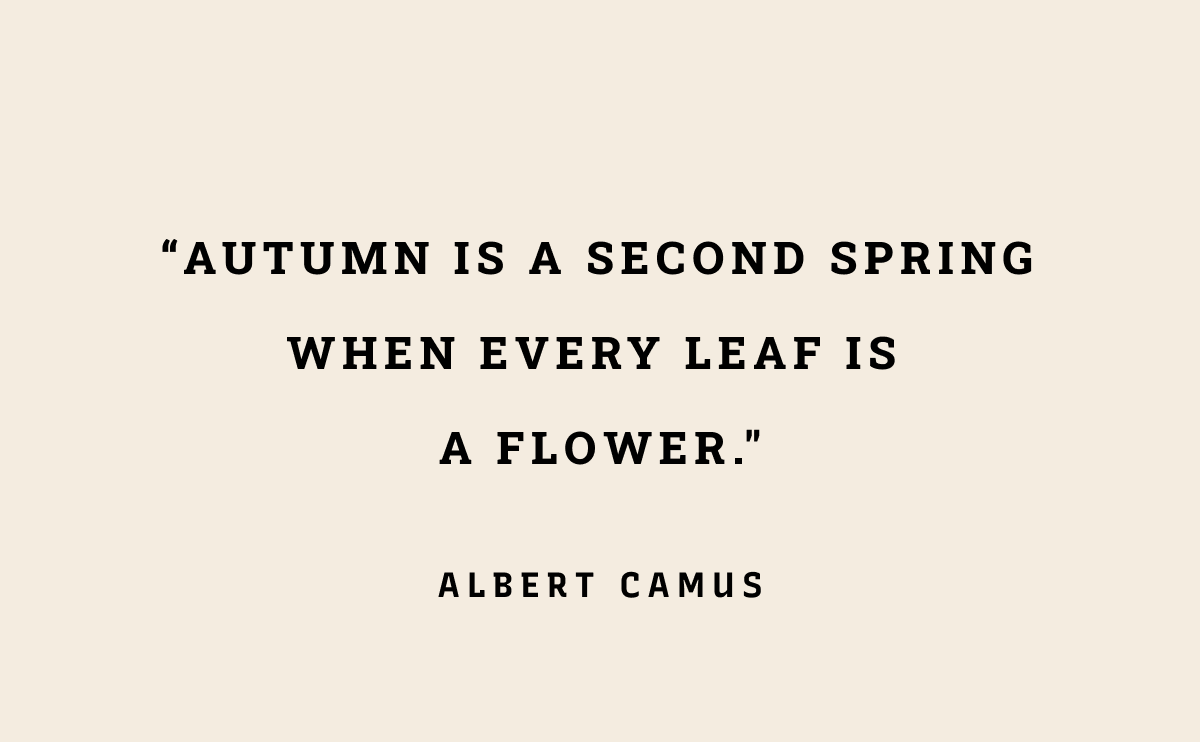 “AUTUMN IS A SECOND SPRING
WHEN EVERY LEAF IS
A FLOWER.”
ALBERT CAMUS